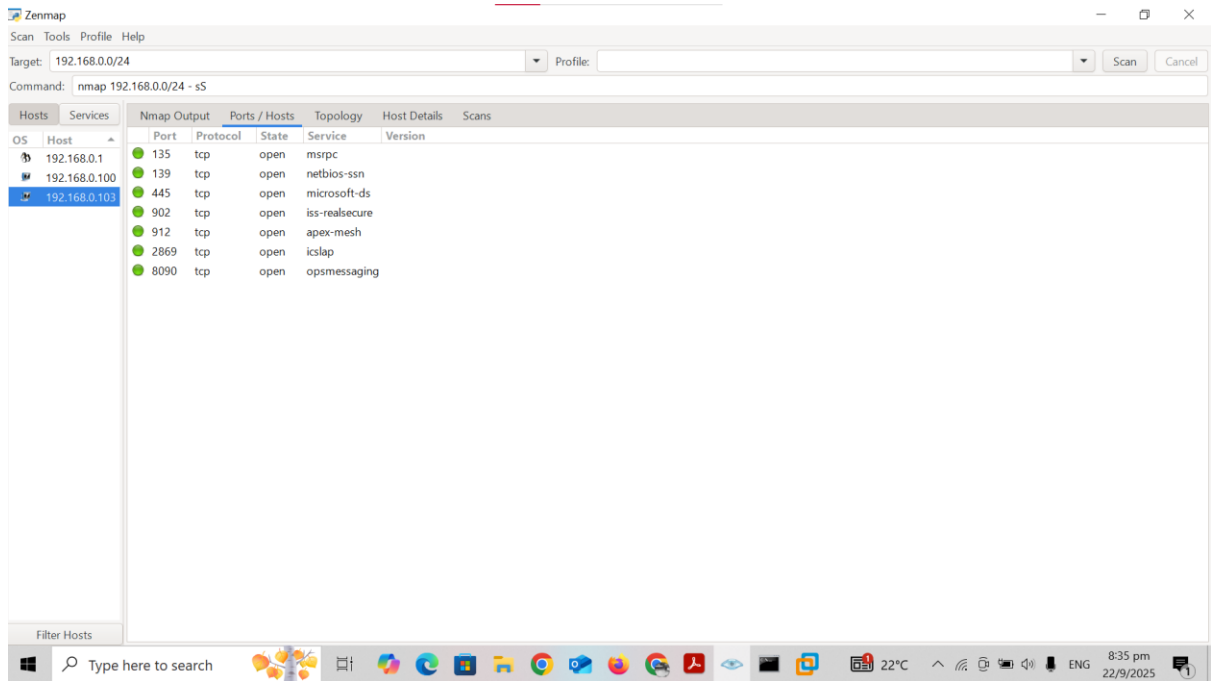 Zenmap
Scan Tools Profile Help
Target: 192.168.0.0/24 Profile: Scan Cancel
Command: nmap 192.168.0.0/24 - sS
Hosts Services Nmap Output Ports / Hosts Topology Host Details Scans
OS Host Port Protocol State Service Version
192.168.0.1 135 tcp open msrpc
192.168.0.100 139 tcp open netbios-ssn
192.168.0.103 445 tcp open microsoft-ds
902 tcp open iss-realsecure
912 tcp open apex-mesh
2869 tcp open icslap
8090 tcp open opsmessaging
Filter Hosts
Type here to search 22°C ENG 8:35 pm
22/9/2025